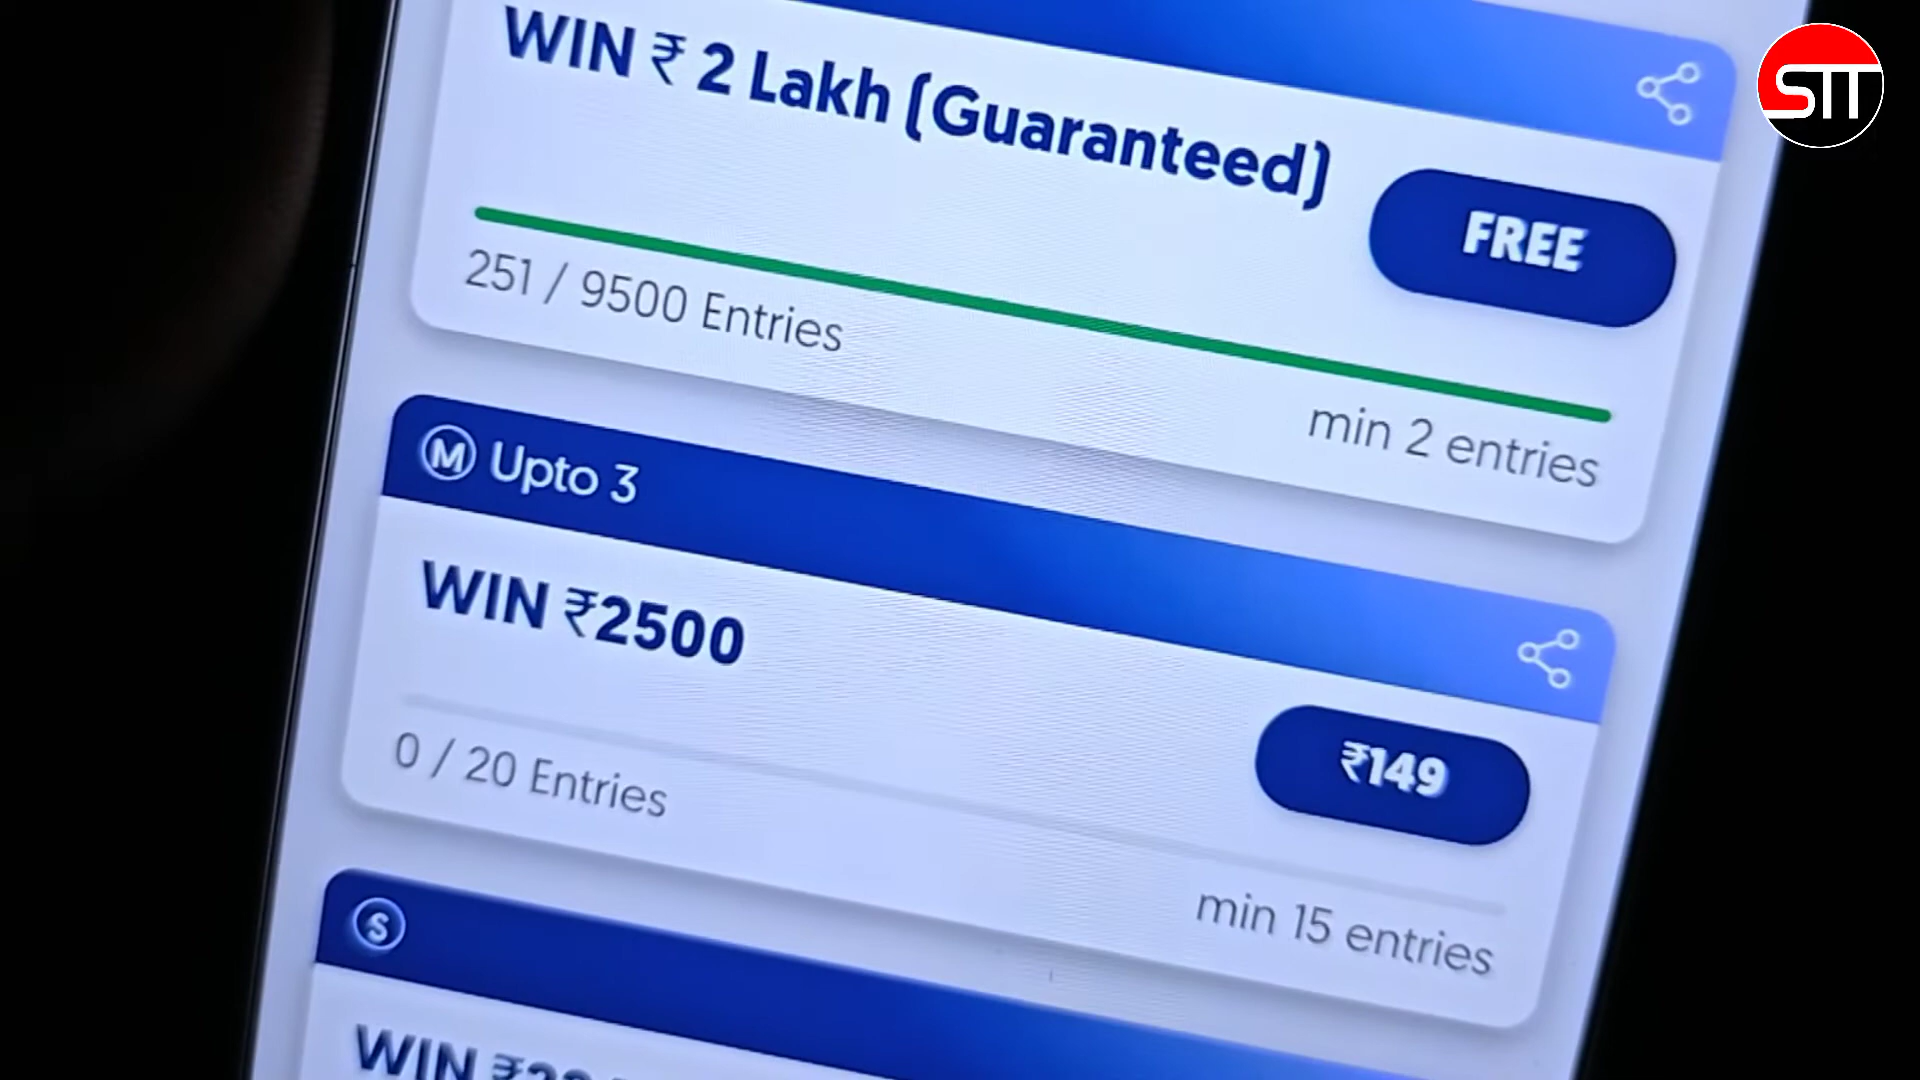 STT
WIN ₹ 2 Lakh (Guaranteed)
FREE
251 / 9500 Entries
min 2 entries
M Upto 3
WIN ₹2500
₹149
0 / 20 Entries
min 15 entries
S
WIN